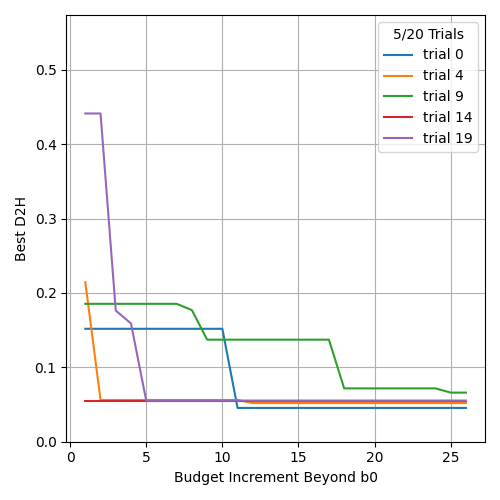 5/20 Trials
trial 0
trial 4
trial 9
trial 14
trial 19
Best D2H
0.5
0.4
0.3
0.2
0.1
0.0
0
5
10
15
20
25
Budget Increment Beyond b0